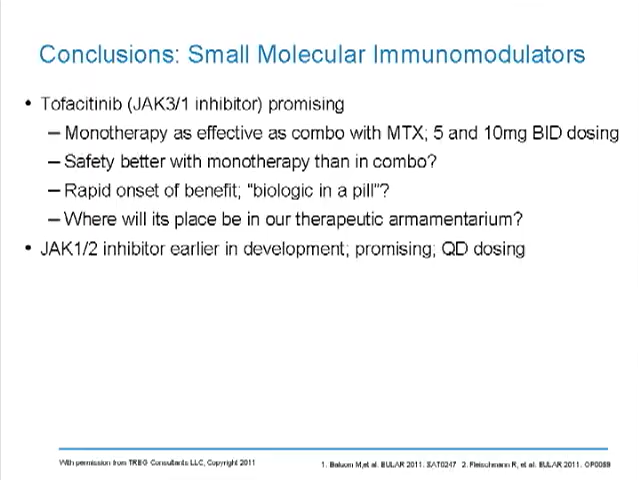 Conclusions: Small Molecular Immunomodulators
• Tofacitinib (JAK3/1 inhibitor) promising
– Monotherapy as effective as combo with MTX; 5 and 10mg BID dosing
– Safety better with monotherapy than in combo?
– Rapid onset of benefit; "biologic in a pill"?
– Where will its place be in our therapeutic armamentarium?
• JAK1/2 inhibitor earlier in development; promising; QD dosing
With permission from TREG Consultants LLC, Copyright 2011
1. et al. EULAR 2011. SAT0247 2. Fleischmann R, et al. EULAR 2011.